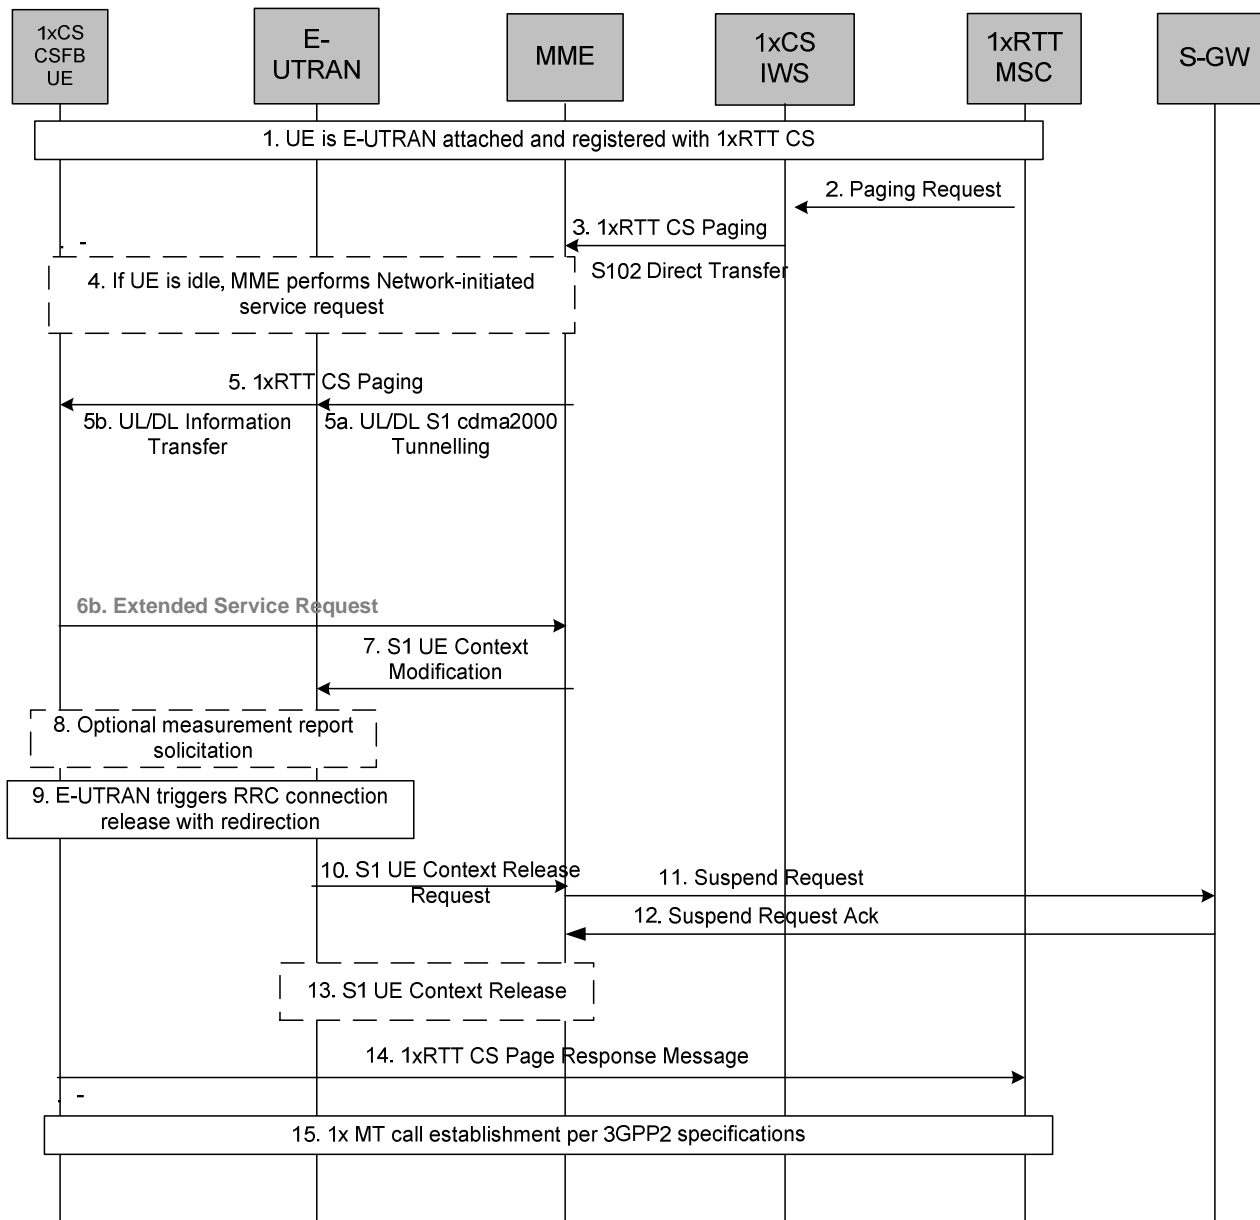 1xCS
CSFB
UE
E-
UTRAN
MME
1xCS
IWS
1xRTT
MSC
S-GW
1. UE is E-UTRAN attached and registered with 1xRTT CS
2. Paging Request
3. 1xRTT CS Paging
S102 Direct Transfer
4. If UE is idle, MME performs Network-initiated
service request
5. 1xRTT CS Paging
5b. UL/DL Information
Transfer
5a. UL/DL S1 cdma2000
Tunnelling
6b. Extended Service Request
7. S1 UE Context
Modification
8. Optional measurement report
solicitation
9. E-UTRAN triggers RRC connection
release with redirection
10. S1 UE Context Release
Request
11. Suspend Request
12. Suspend Request Ack
13. S1 UE Context Release
14. 1xRTT CS Page Response Message
15. 1x MT call establishment per 3GPP2 specifications